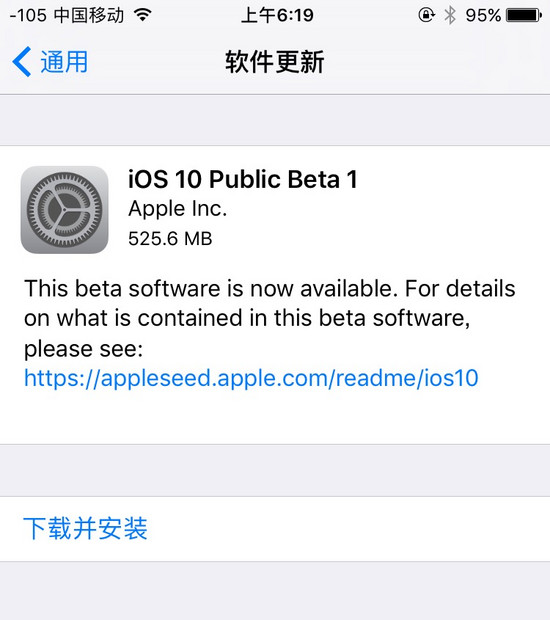 -105 中国移动 上午6:19 95%
通用 软件更新
iOS 10 Public Beta 1
Apple Inc.
525.6 MB
This beta software is now available. For details
on what is contained in this beta software,
please see:
https://appleseed.apple.com/readme/ios10
下载并安装